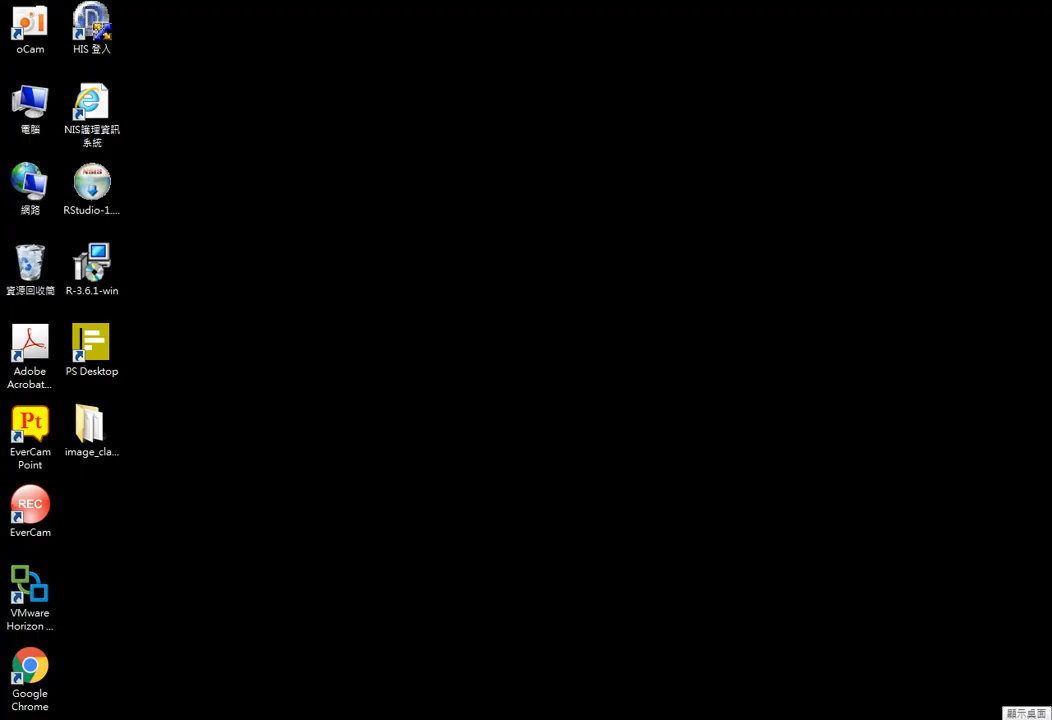 oCam
HIS 登入
電腦
NIS護理資訊
系統
網路
RStudio-1....
資源回收筒
R-3.6.1-win
Adobe
Acrobat...
PS Desktop
Pt
EverCam
Point
image_cla...
REC
EverCam
VMware
Horizon ...
Google
Chrome
顯示桌面